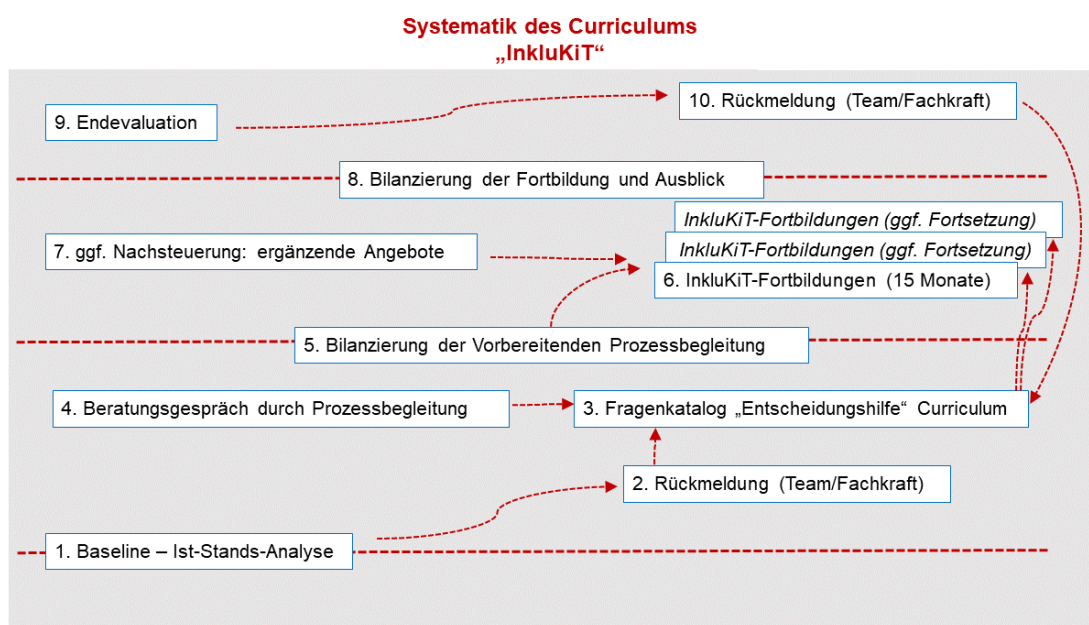 Systematik des Curriculums
„InkluKiT“
10. Rückmeldung (Team/Fachkraft)
9. Endevaluation
8. Bilanzierung der Fortbildung und Ausblick
InkluKiT-Fortbildungen (ggf. Fortsetzung)
7. ggf. Nachsteuerung: ergänzende Angebote
InkluKiT-Fortbildungen (ggf. Fortsetzung)
6. InkluKiT-Fortbildungen (15 Monate)
5. Bilanzierung der Vorbereitenden Prozessbegleitung
4. Beratungsgespräch durch Prozessbegleitung
3. Fragenkatalog „Entscheidungshilfe“ Curriculum
2. Rückmeldung (Team/Fachkraft)
1. Baseline – Ist-Stands-Analyse